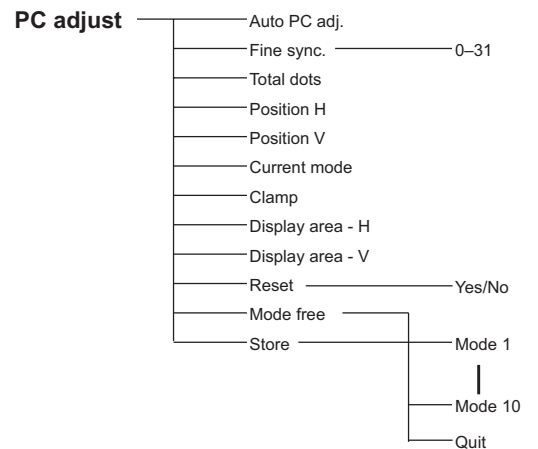 PC adjust
Auto PC adj.
Fine sync. 0–31
Total dots
Position H
Position V
Current mode
Clamp
Display area - H
Display area - V
Reset Yes/No
Mode free
Store Mode 1
Mode 10
Quit